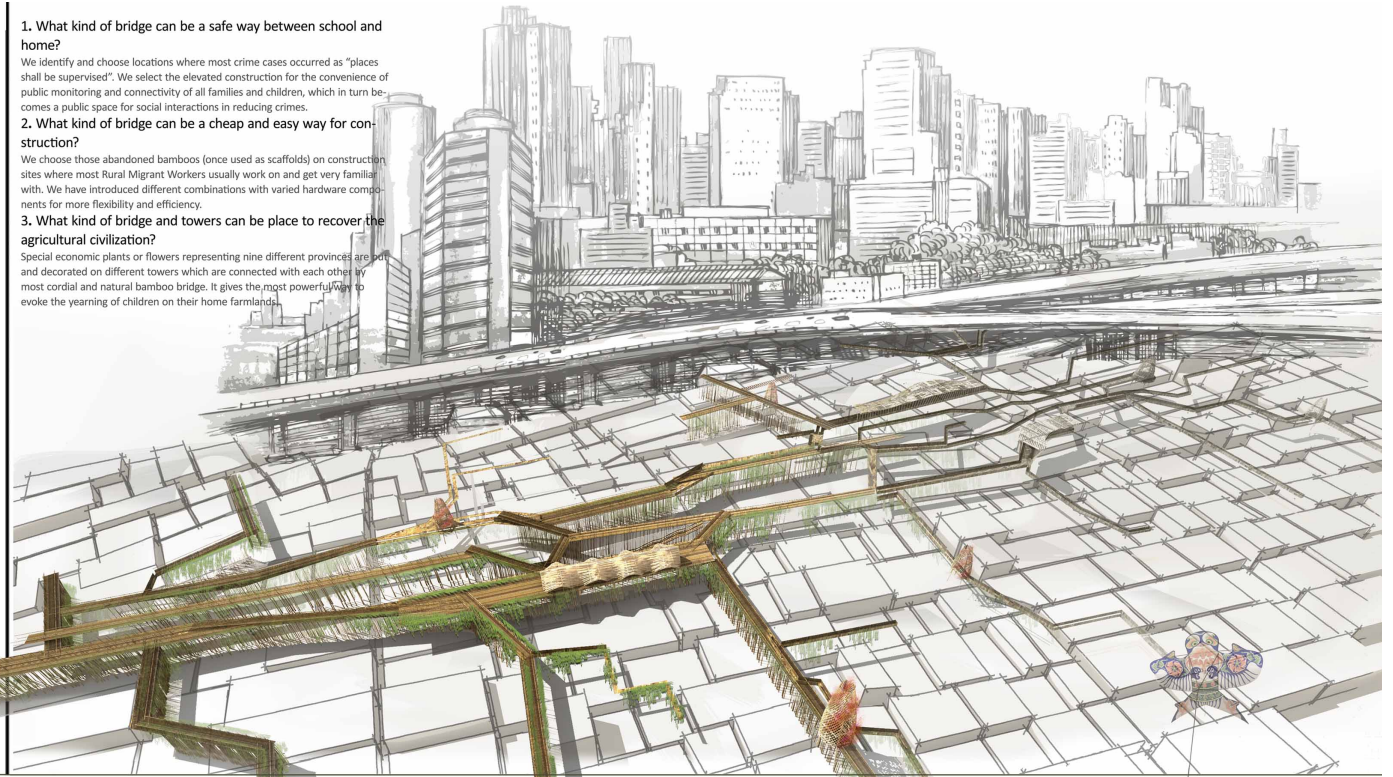 1. What kind of bridge can be a safe way between school and
home?
We identify and choose locations where most crime cases occurred as “places
shall be supervised”. We select the elevated construction for the convenience of
public monitoring and connectivity of all families and children, which in turn be-
comes a public space for social interactions in reducing crimes.
2. What kind of bridge can be a cheap and easy way for con-
struction?
We choose those abandoned bamboos (once used as scaffolds) on construction
sites where most Rural Migrant Workers usually work on and get very familiar
with. We have introduced different combinations with varied hardware compo-
nents for more flexibility and efficiency.
3. What kind of bridge and towers can be place to recover the
agricultural civilization?
Special economic plants or flowers representing nine different provinces are put
and decorated on different towers which are connected with each other by
most cordial and natural bamboo bridge. It gives the most powerful way to
evoke the yearning of children on their home farmlands.